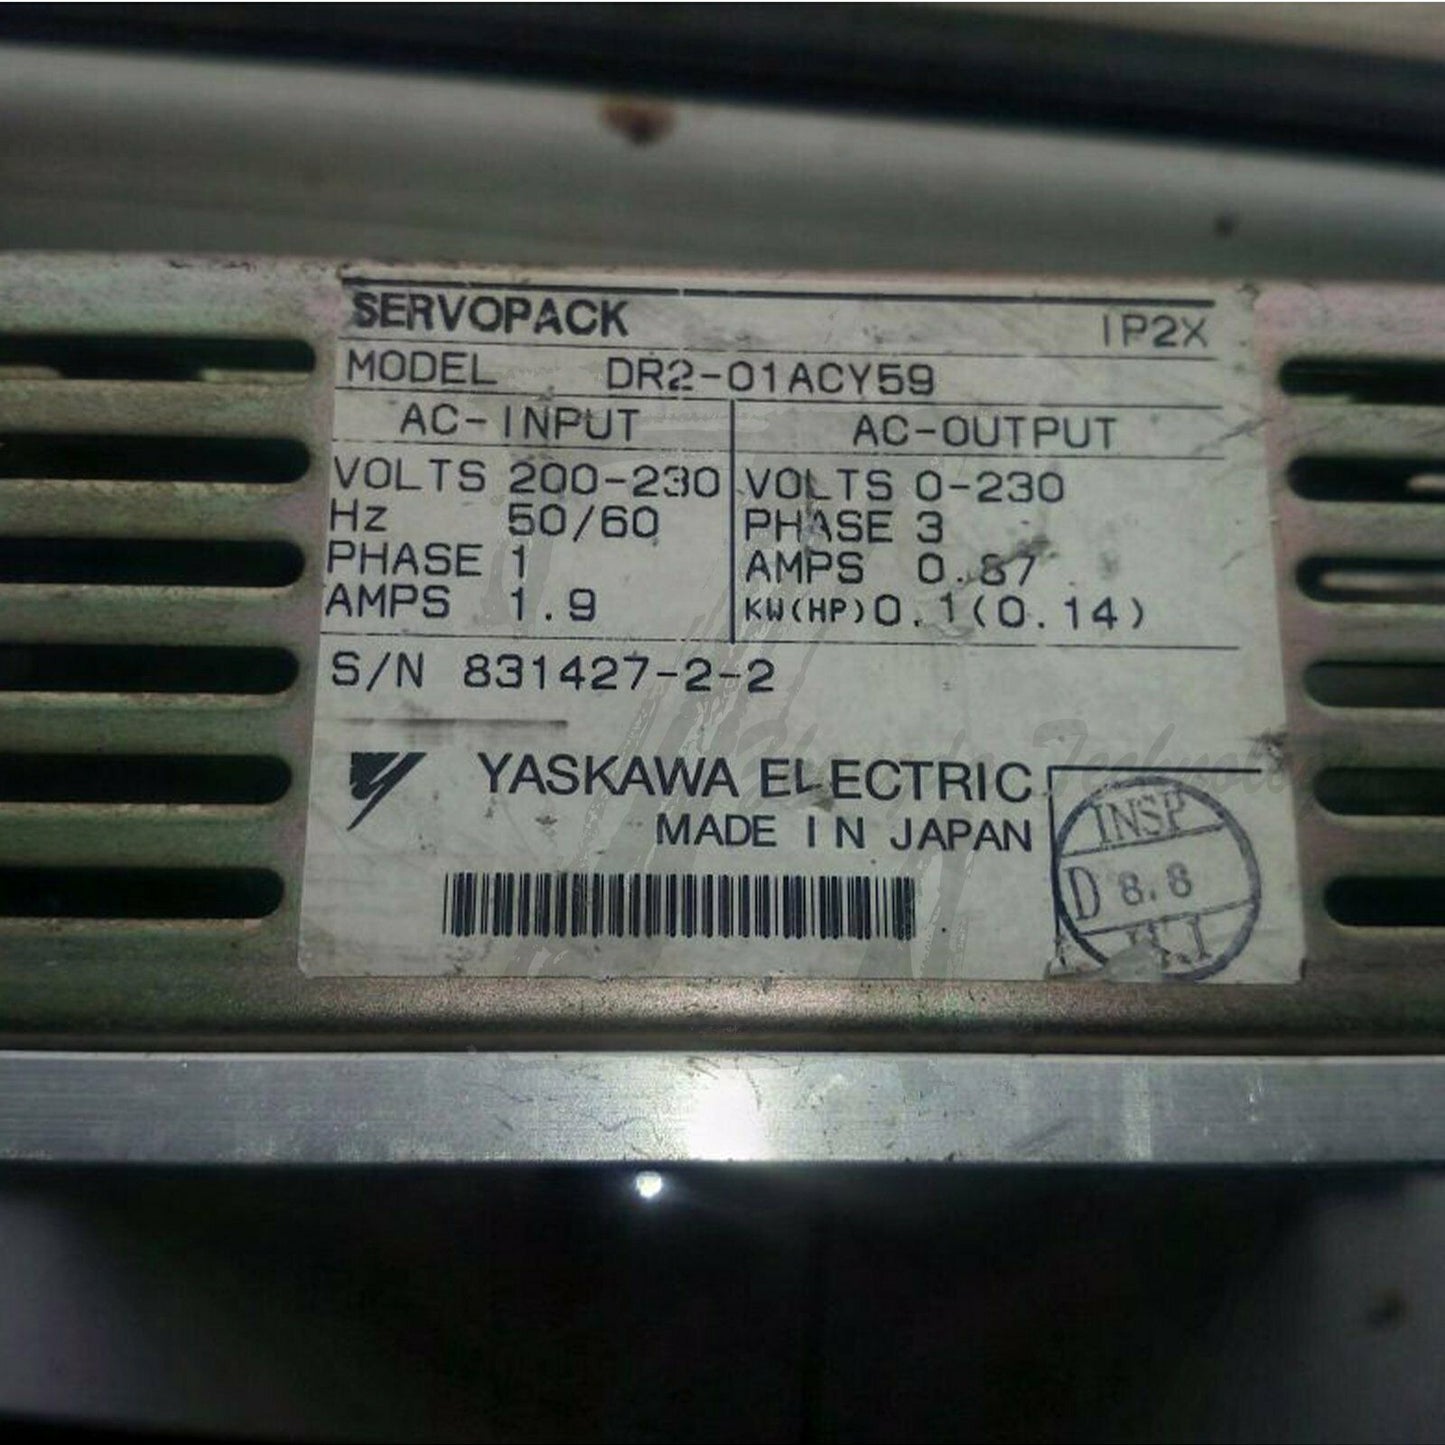 SERVOPACK IP2X
MODEL DR2-01ACY59
AC-INPUT AC-OUTPUT
VOLTS 200-230 VOLTS 0-230
Hz 50/60 PHASE 3
PHASE 1 AMPS 0.87
AMPS 1.9 KW(HP)0.1(0.14)
S/N 831427-2-2
YASKAWA ELECTRIC
MADE IN JAPAN
INSP
D 8.8